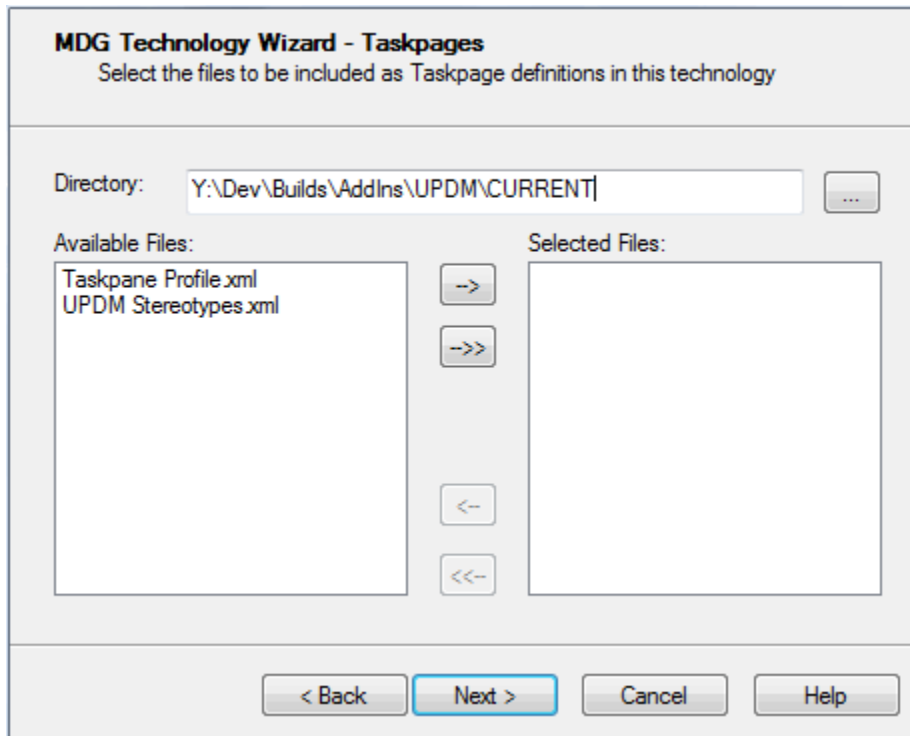 MDG Technology Wizard - Taskpages
Select the files to be included as Taskpage definitions in this technology
Directory: Y:\Dev\Builds\AddIns\UPDM\CURRENT ...
Available Files: Selected Files:
Taskpane Profile.xml
UPDM Stereotypes.xml
-->
-->>
<--
<<--
< Back Next > Cancel Help